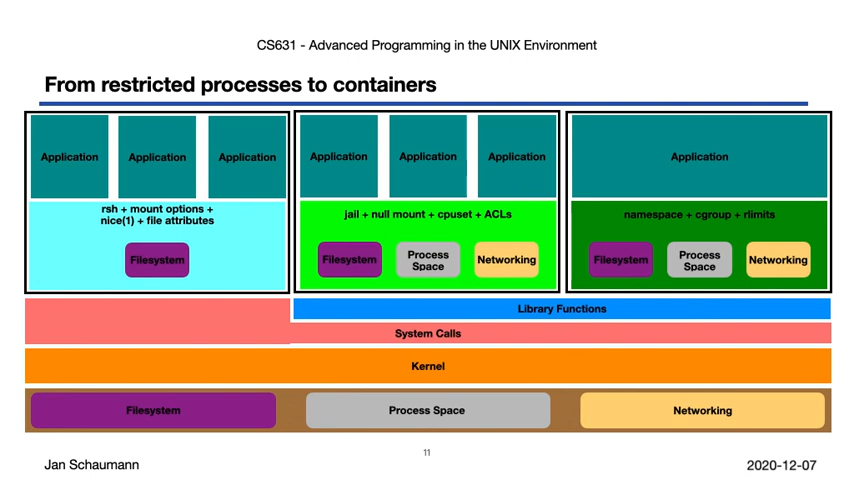 CS631 - Advanced Programming in the UNIX Environment
From restricted processes to containers
Application
Application
Application
Application
Application
Application
Application
rsh + mount options +
nice(1) + file attributes
jail + null mount + cpuset + ACLs
namespace + cgroup + rlimits
Filesystem
Filesystem
Process
Space
Networking
Filesystem
Process
Space
Networking
Library Functions
System Calls
Kernel
Filesystem
Process Space
Networking
11
Jan Schaumann
2020-12-07